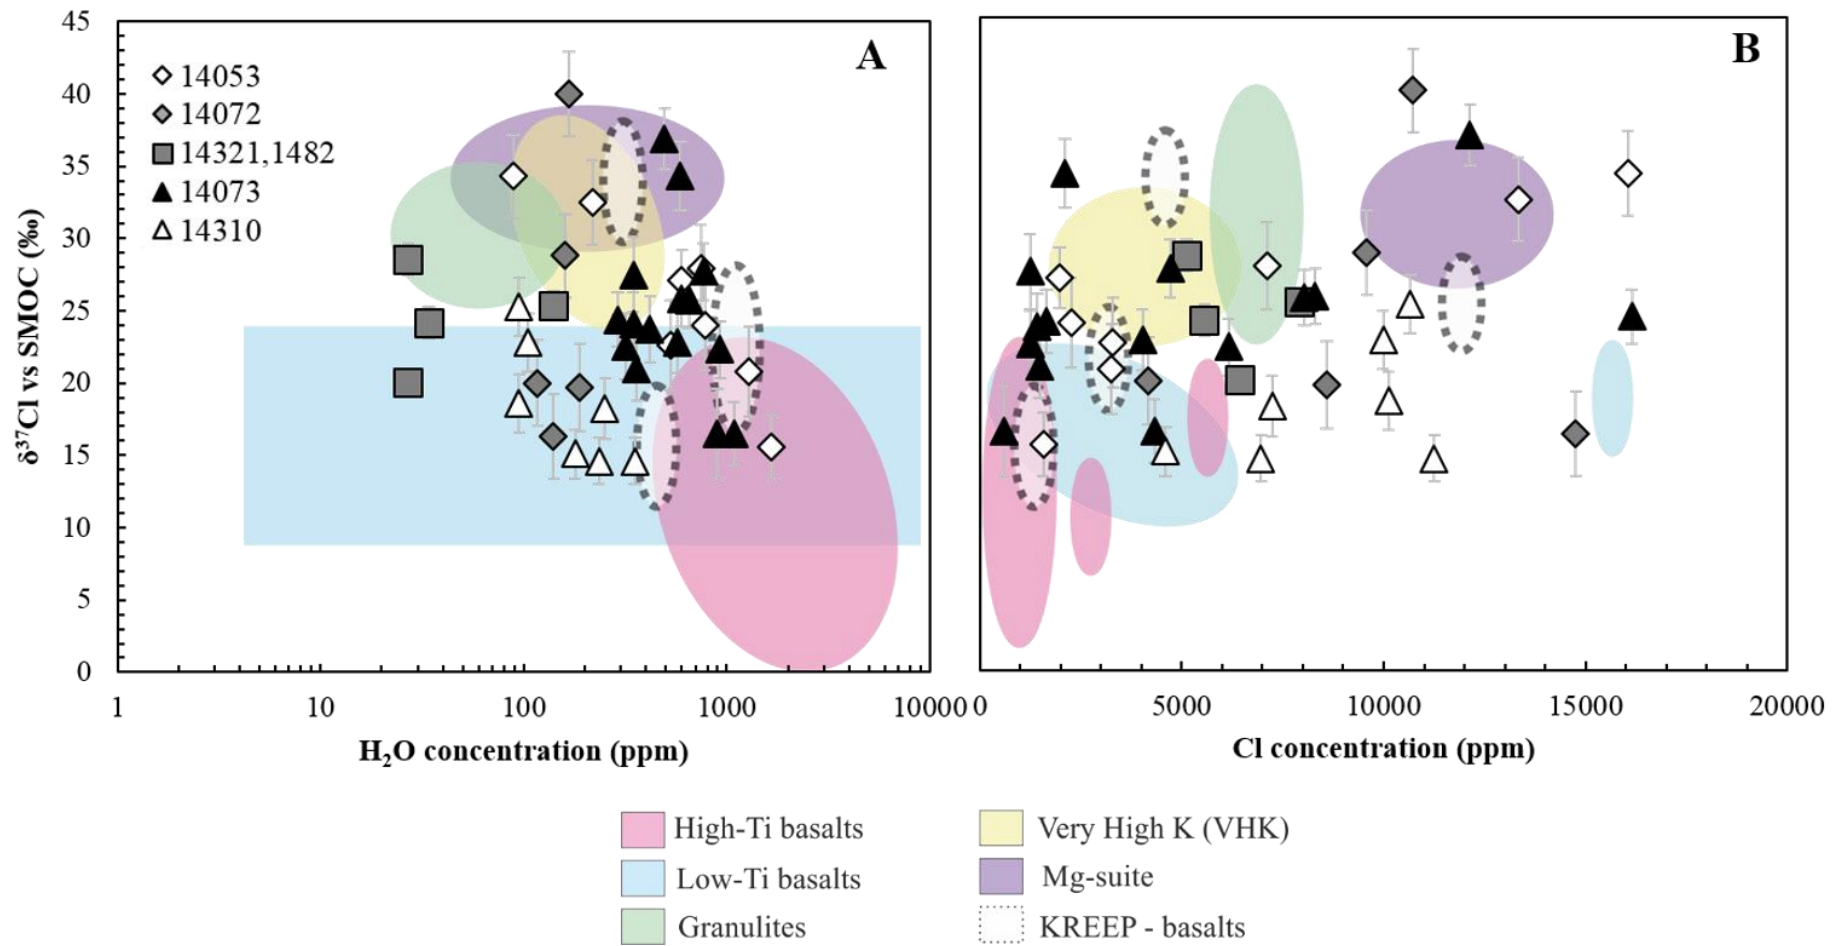 A
B
14053
14072
14321,1482
14073
14310
δ³⁷Cl vs SMOC (‰)
45
40
35
30
25
20
15
10
5
0
1 10 100 1000 10000
0 5000 10000 15000 20000
H₂O concentration (ppm)
Cl concentration (ppm)
High-Ti basalts
Low-Ti basalts
Granulites
Very High K (VHK)
Mg-suite
KREEP - basalts